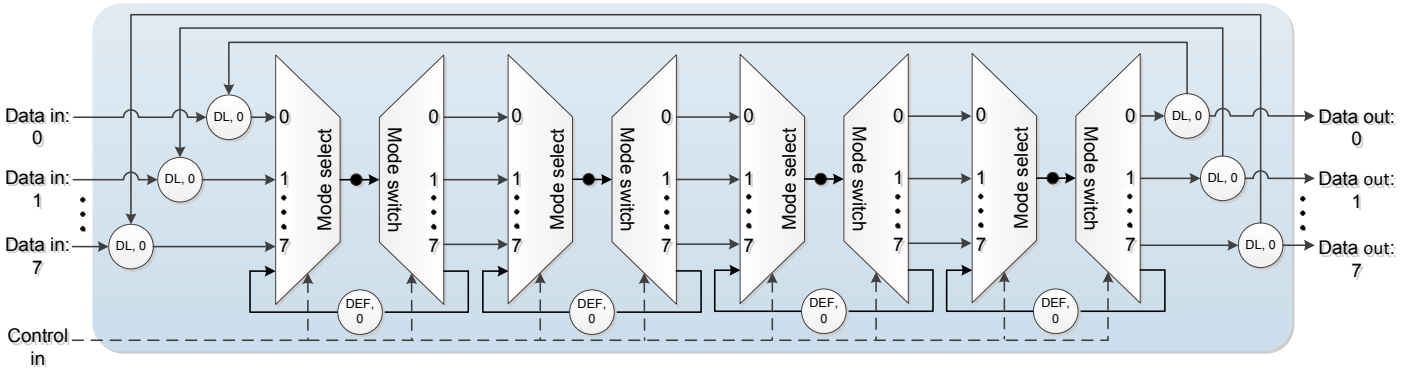 Data in:
0
Data in:
1
Data in:
7
Control
in
DL, 0
DL, 0
DL, 0
0
1
7
Mode select
Mode switch
0
1
7
DEF,
0
0
1
7
Mode select
Mode switch
0
1
7
DEF,
0
0
1
7
Mode select
Mode switch
0
1
7
DEF,
0
0
1
7
Mode select
Mode switch
0
1
7
DEF,
0
DL, 0
DL, 0
DL, 0
Data out:
0
Data out:
1
Data out:
7